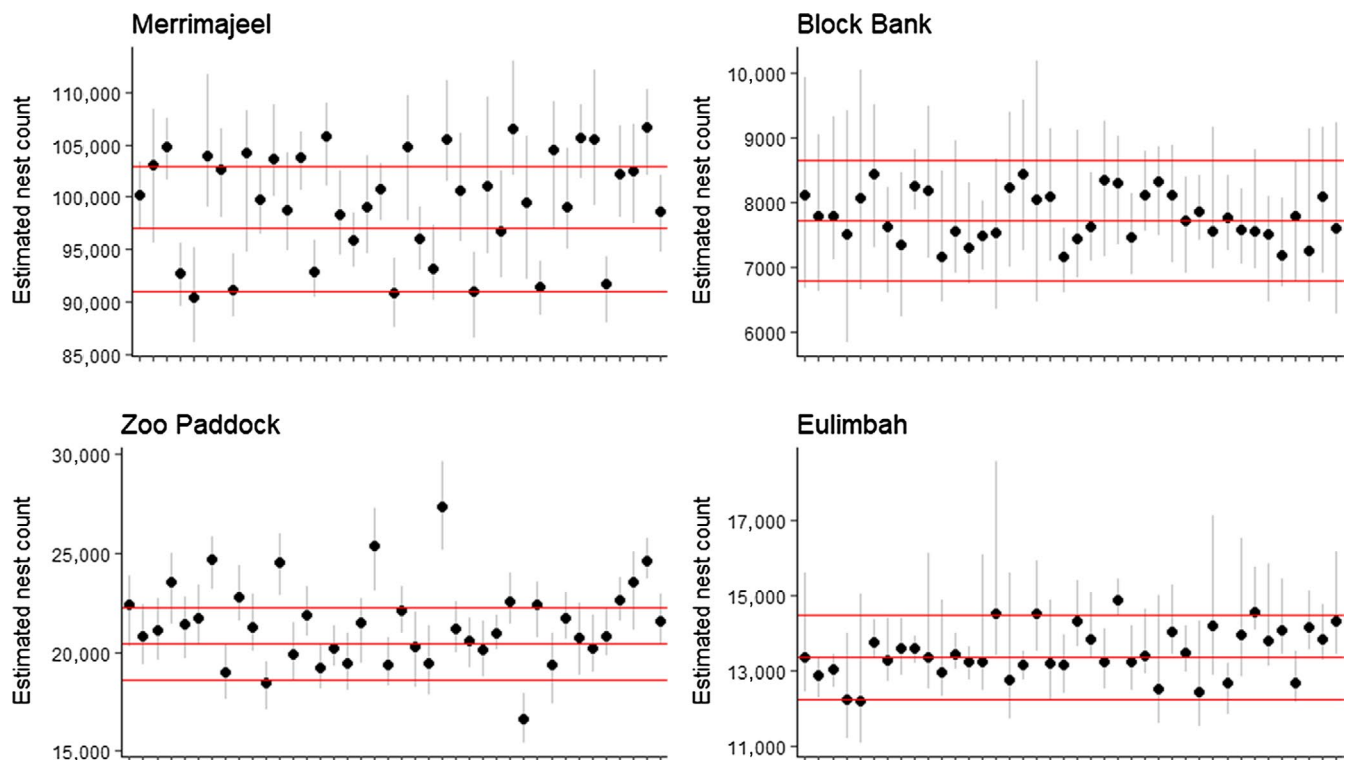 Merrimajeel
Estimated nest count
110,000
105,000
100,000
95,000
90,000
85,000
Block Bank
Estimated nest count
10,000
9000
8000
7000
6000
Zoo Paddock
Estimated nest count
30,000
25,000
20,000
15,000
Eulimbah
Estimated nest count
17,000
15,000
13,000
11,000